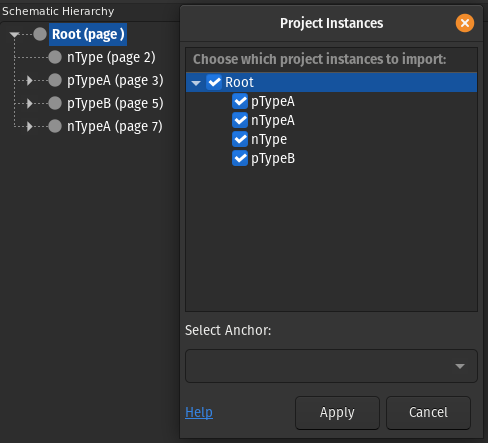 Schematic Hierarchy
Root (page )
nType (page 2)
pTypeA (page 3)
pTypeB (page 5)
nTypeA (page 7)
Project Instances
Choose which project instances to import:
Root
pTypeA
nTypeA
nType
pTypeB
Select Anchor:
Help
Apply
Cancel